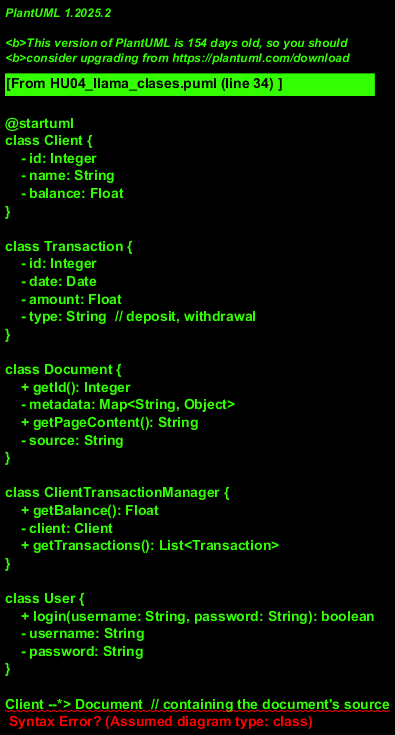 PlantUML 1.2025.2
<b>This version of PlantUML is 154 days old, so you should
<b>consider upgrading from https://plantuml.com/download
[From HU04_llama_clases.puml (line 34) ]
@startuml
class Client {
- id: Integer
- name: String
- balance: Float
}
class Transaction {
- id: Integer
- date: Date
- amount: Float
- type: String  // deposit, withdrawal
}
class Document {
+ getId(): Integer
- metadata: Map<String, Object>
+ getPageContent(): String
- source: String
}
class ClientTransactionManager {
+ getBalance(): Float
- client: Client
+ getTransactions(): List<Transaction>
}
class User {
+ login(username: String, password: String): boolean
- username: String
- password: String
}
Client --*> Document  // containing the document's source
Syntax Error? (Assumed diagram type: class)